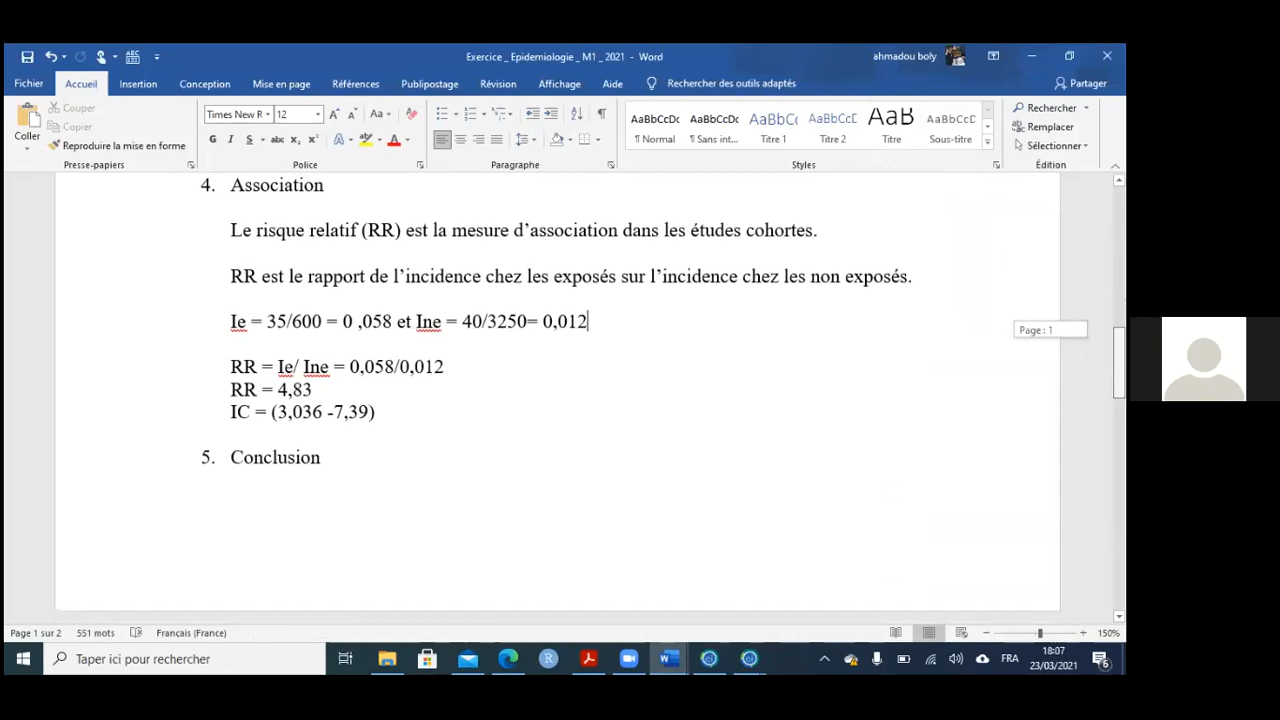 Exercice _ Epidemiologie _ M1 _ 2021 - Word
ahmadou boly
Fichier Accueil Insertion Conception Mise en page Références Publipostage Révision Affichage Aide Rechercher des outils adaptés Partager
Coller
Couper
Copier
Reproduire la mise en forme
Presse-papiers
Times New R 12
Police
Paragraphe
AaBbCcDc AaBbCcDc AaBbCc AaBbCcD AaB AaBbCcD
¶ Normal ¶ Sans int... Titre 1 Titre 2 Titre Sous-titre
Styles
Rechercher
Remplacer
Sélectionner
Édition
4. Association
Le risque relatif (RR) est la mesure d’association dans les études cohortes.
RR est le rapport de l’incidence chez les exposés sur l’incidence chez les non exposés.
Ie = 35/600 = 0 ,058 et Ine = 40/3250= 0,012
Page : 1
RR = Ie/ Ine = 0,058/0,012
RR = 4,83
IC = (3,036 -7,39)
5. Conclusion
Page 1 sur 2 551 mots Français (France) 150%
Taper ici pour rechercher
FRA
18:07
23/03/2021
6